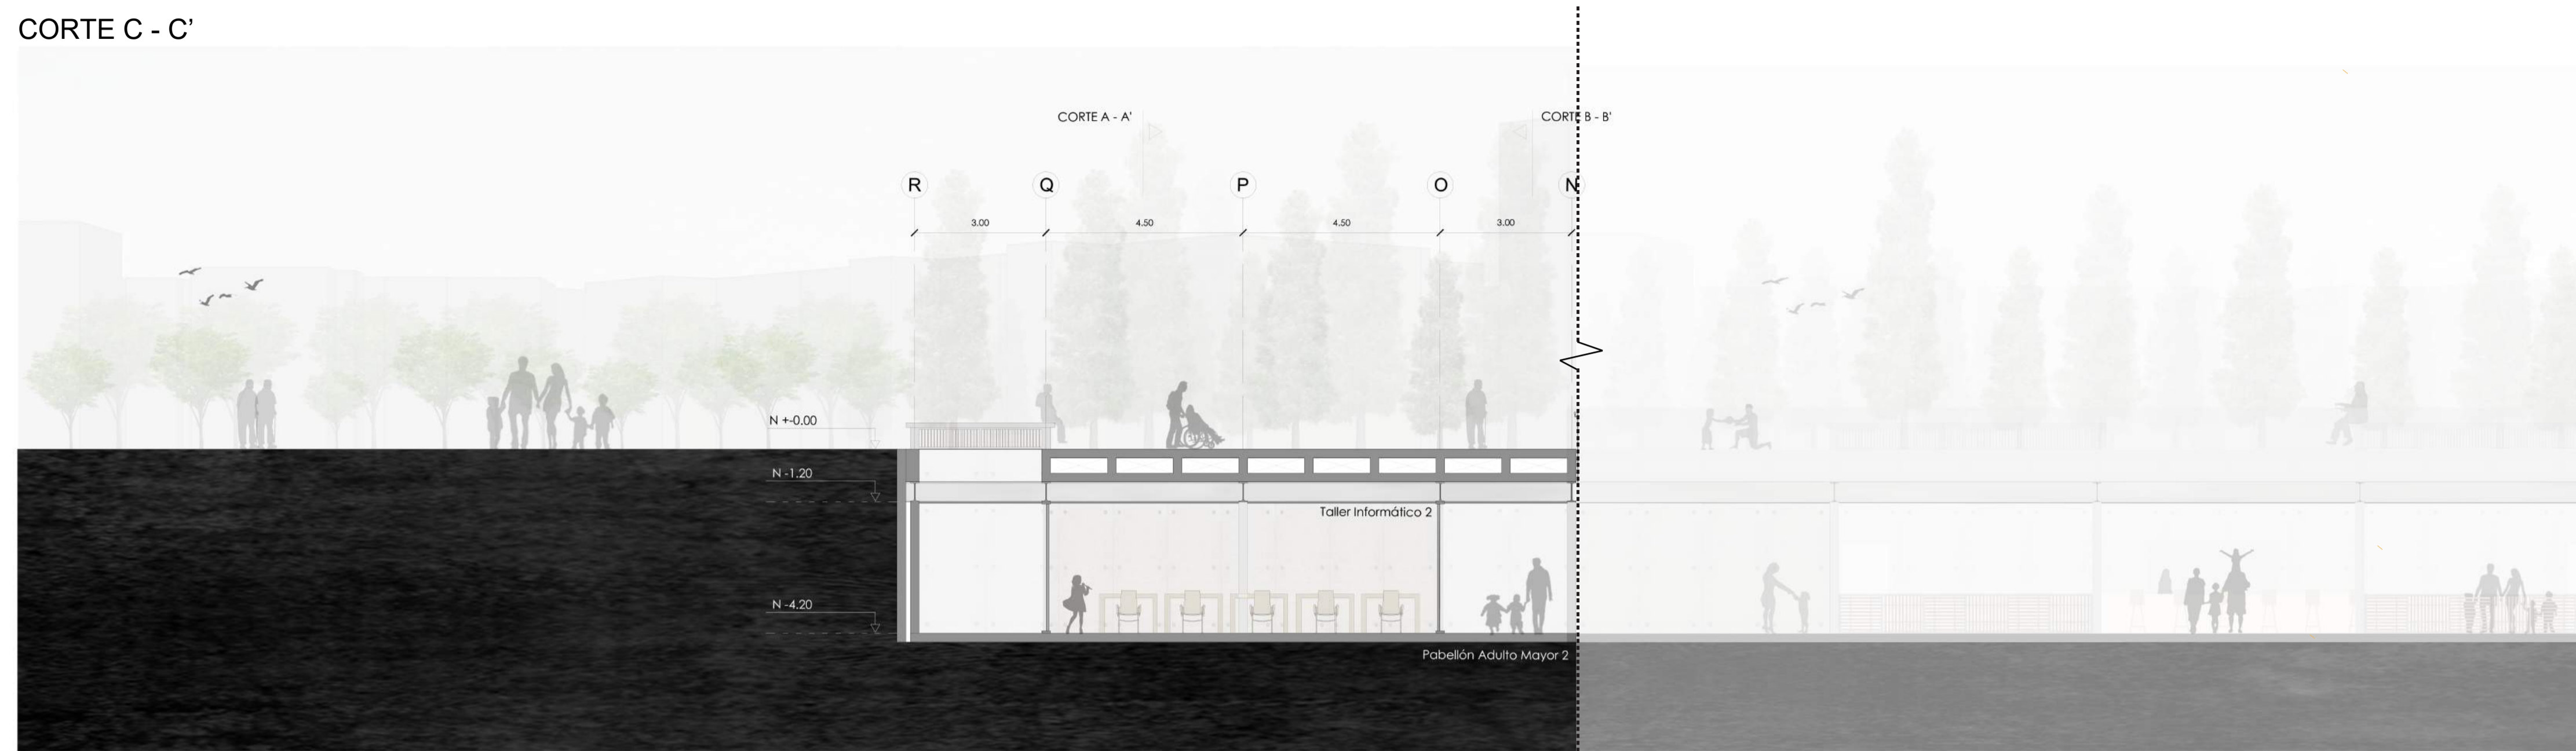 CORTE C - C’
CORTE A - A'
CORTE B - B'
R
Q
P
O
N
3.00
4.50
4.50
3.00
N +-0.00
N -1.20
Taller Informático 2
N -4.20
Pabellón Adulto Mayor 2